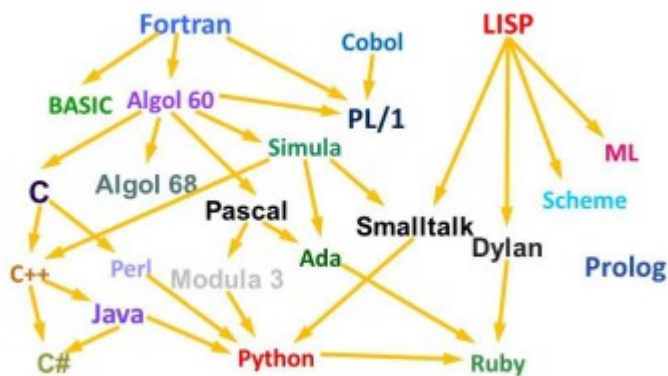 Fortran
Cobol
LISP
BASIC
Algol 60
PL/1
Simula
ML
Algol 68
C
Pascal
Scheme
Smalltalk
Dylan
Ada
Prolog
C++
Perl
Modula 3
Java
C#
Python
Ruby